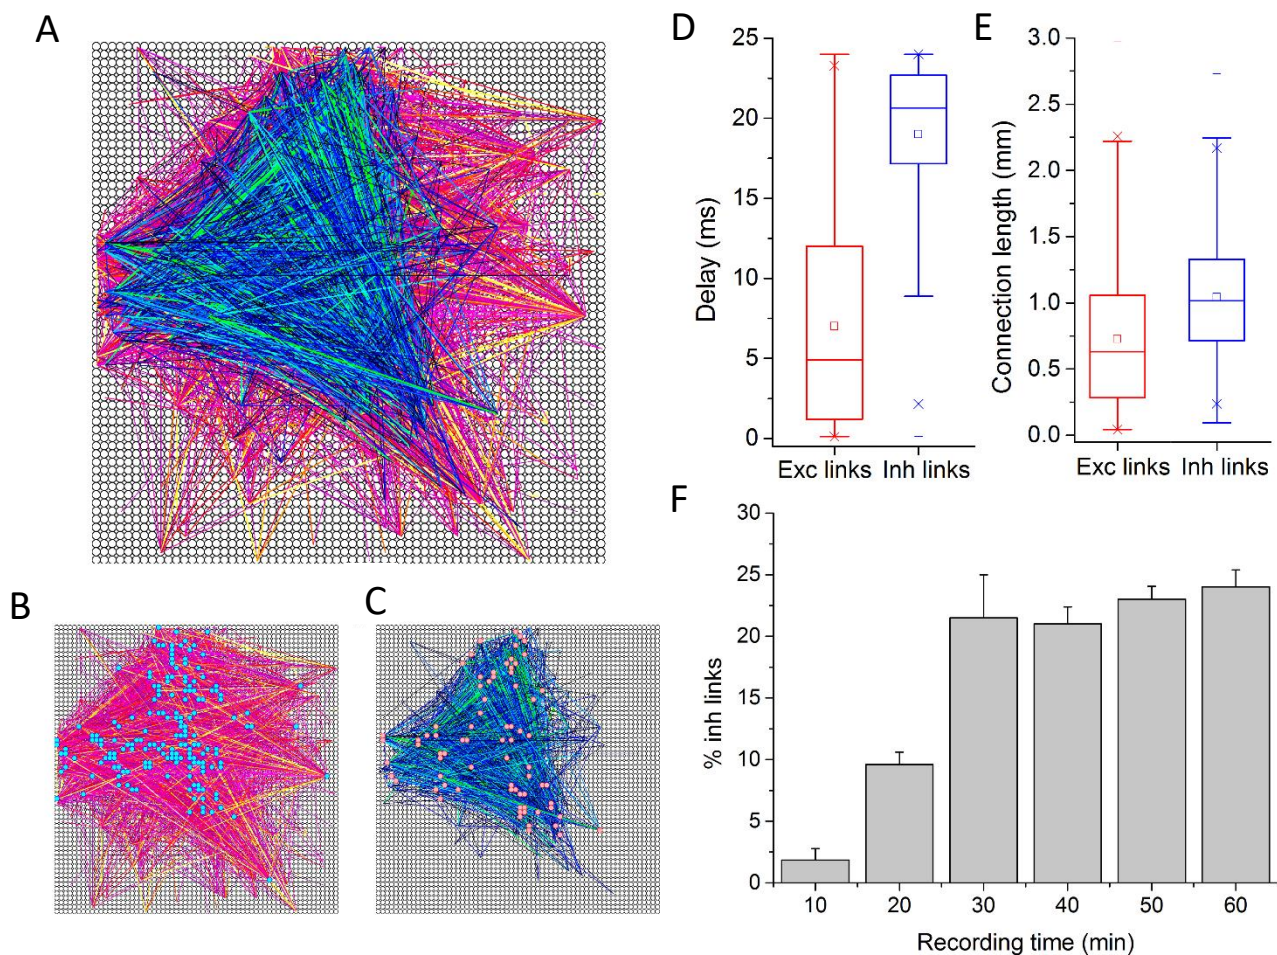 A
B
C
D
25
20
15
10
5
0
Delay (ms)
Exc links Inh links
E
3.0
2.5
2.0
1.5
1.0
0.5
0.0
Connection length (mm)
Exc links Inh links
F
30
25
20
15
10
5
0
% inh links
10 20 30 40 50 60
Recording time (min)